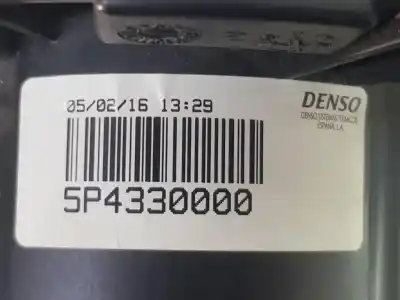 05/02/16 13:29
DENSO
DENSO SISTEMAS TERMICOS
ESPAÑA, S.A.
5P4330000